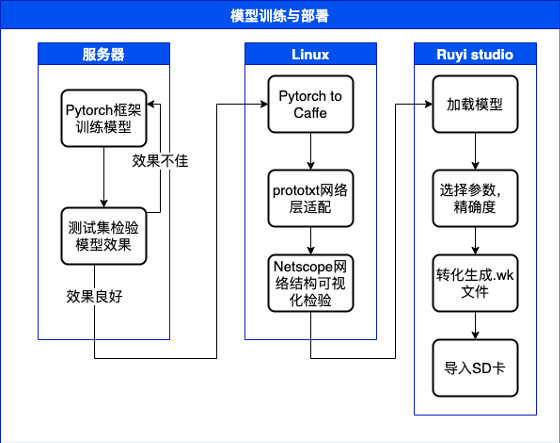 模型训练与部署
服务器
Pytorch框架
训练模型
效果不佳
测试集检验
模型效果
效果良好
Linux
Pytorch to
Caffe
prototxt网络
层适配
Netscope网
络结构可视
化检验
Ruyi studio
加载模型
选择参数，
精确度
转化生成.wk
文件
导入SD卡